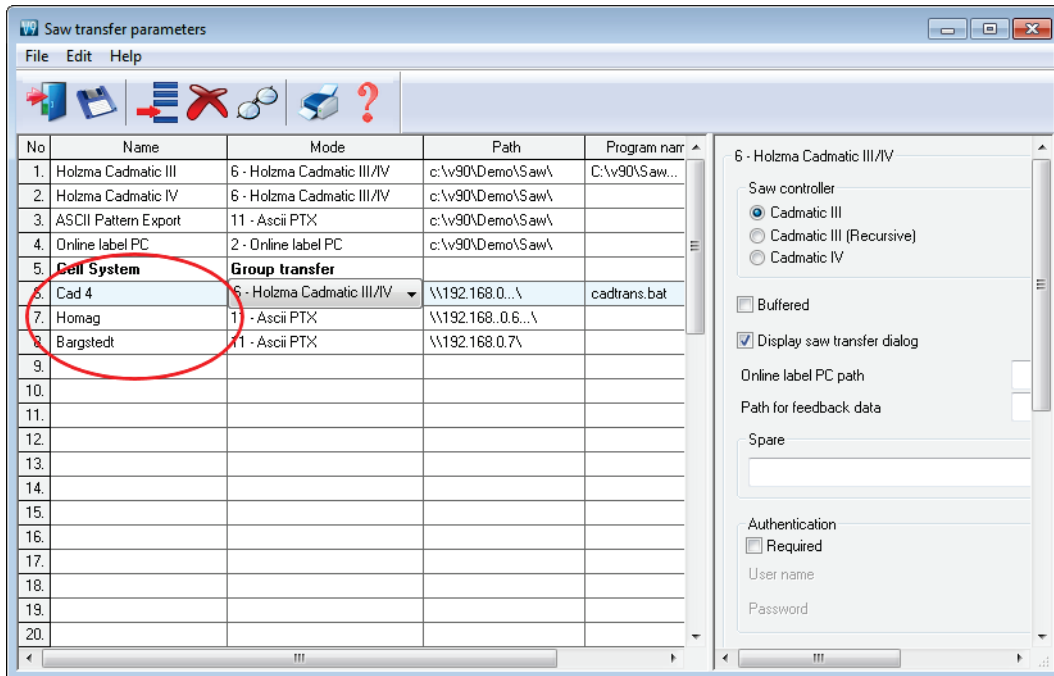 V9 Saw transfer parameters
File Edit Help
?
No Name Mode Path Program nam
1. Holzma Cadmatic III 6 - Holzma Cadmatic III/IV c:\v90\Demo\Saw\ C:\v90\Saw...
2. Holzma Cadmatic IV 6 - Holzma Cadmatic III/IV c:\v90\Demo\Saw\
3. ASCII Pattern Export 11 - Ascii PTX c:\v90\Demo\Saw\
4. Online label PC 2 - Online label PC c:\v90\Demo\Saw\
5. Cell System Group transfer
6. Cad 4 6 - Holzma Cadmatic III/IV \\192.168.0...\ cadtrans.bat
7. Homag 11 - Ascii PTX \\192.168..0.6...\
8 Bargstedt 11 - Ascii PTX \\192.168.0.7\
9.
10.
11.
12.
13.
14.
15.
16.
17.
18.
19.
20.
6 - Holzma Cadmatic III/IV
Saw controller
Cadmatic III
Cadmatic III (Recursive)
Cadmatic IV
Buffered
Display saw transfer dialog
Online label PC path
Path for feedback data
Spare
Authentication
Required
User name
Password